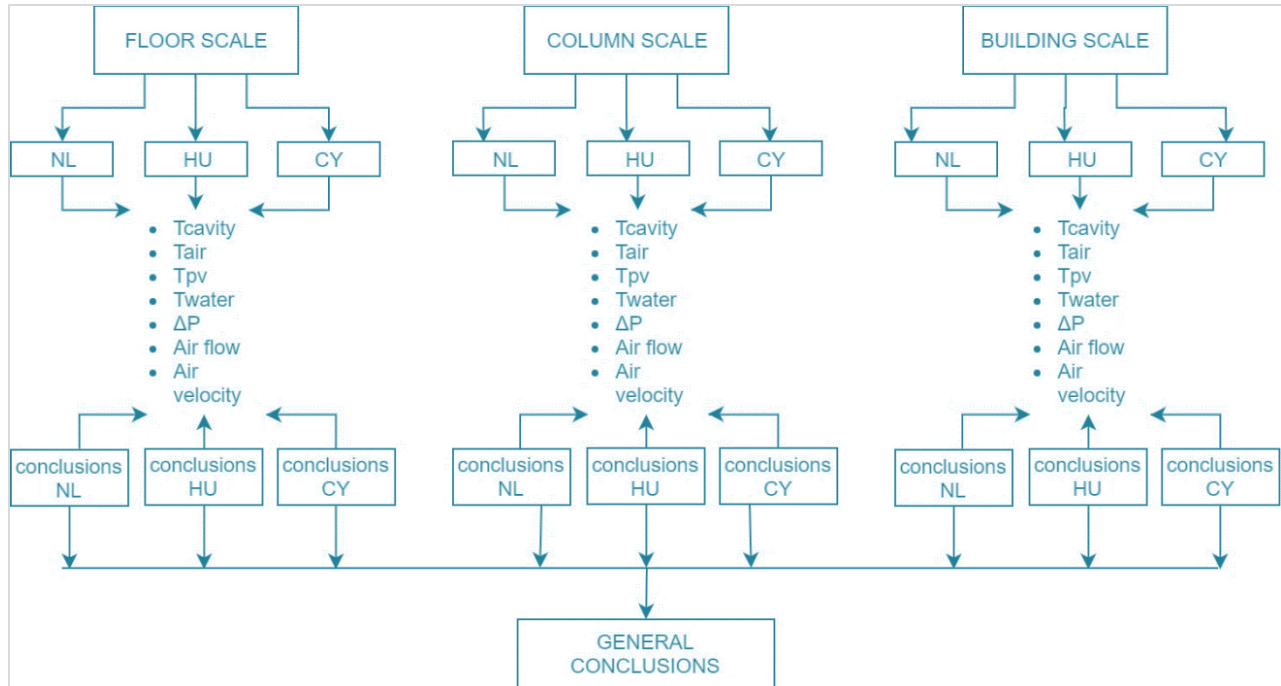 FLOOR SCALE
COLUMN SCALE
BUILDING SCALE
NL
HU
CY
NL
HU
CY
NL
HU
CY
• Tcavity
• Tair
• Tpv
• Twater
• ΔP
• Air flow
• Air
velocity
• Tcavity
• Tair
• Tpv
• Twater
• ΔP
• Air flow
• Air
velocity
• Tcavity
• Tair
• Tpv
• Twater
• ΔP
• Air flow
• Air
velocity
conclusions
NL
conclusions
HU
conclusions
CY
conclusions
NL
conclusions
HU
conclusions
CY
conclusions
NL
conclusions
HU
conclusions
CY
GENERAL
CONCLUSIONS